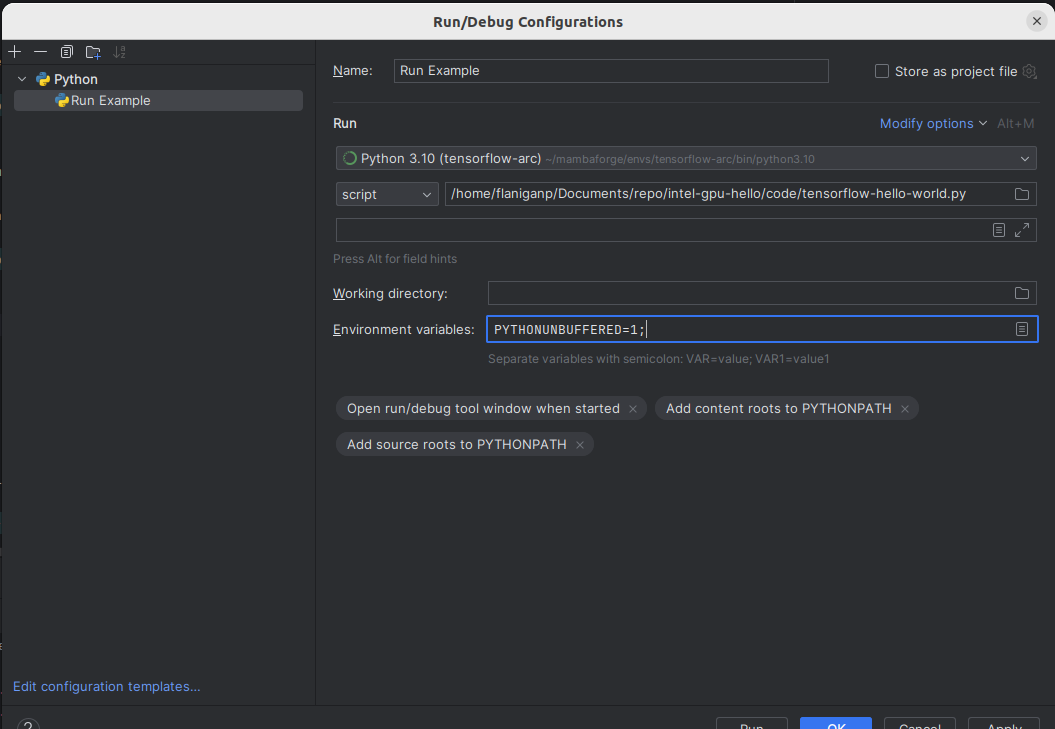 Run/Debug Configurations
Python
Run Example
Name: Run Example Store as project file
Run Modify options Alt+M
Python 3.10 (tensorflow-arc) ~/mambaforge/envs/tensorflow-arc/bin/python3.10
script /home/flaniganp/Documents/repo/intel-gpu-hello/code/tensorflow-hello-world.py
Press Alt for field hints
Working directory:
Environment variables: PYTHONUNBUFFERED=1;
Separate variables with semicolon: VAR=value; VAR1=value1
Open run/debug tool window when started × Add content roots to PYTHONPATH ×
Add source roots to PYTHONPATH ×
Edit configuration templates...
? Run OK Cancel Apply